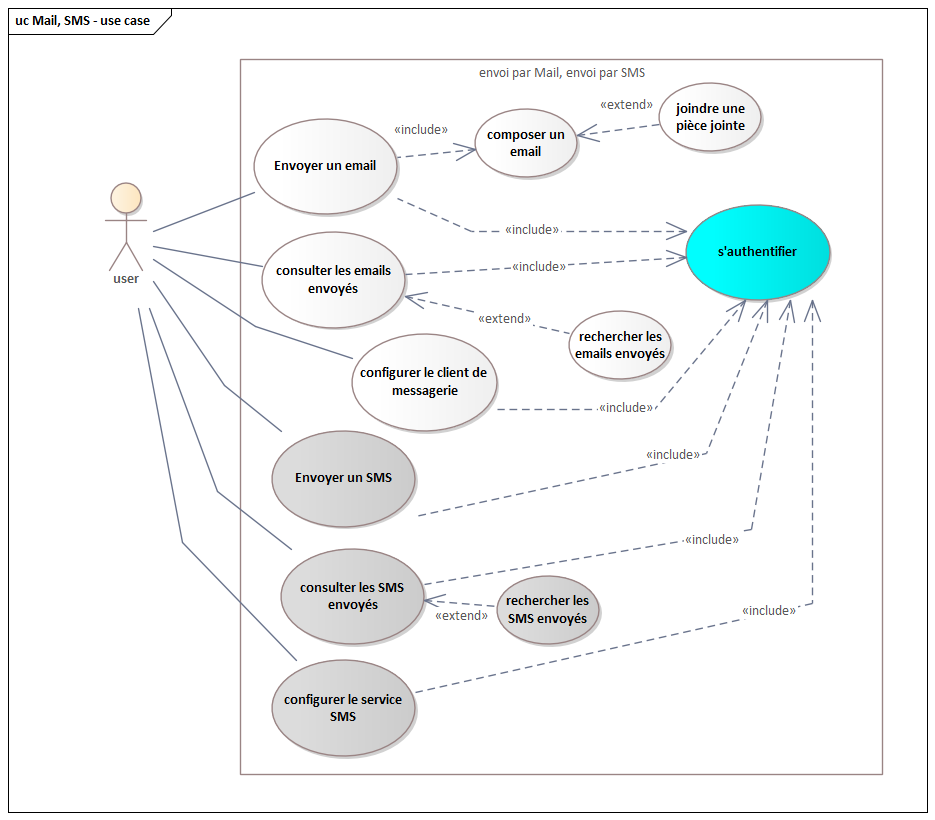 uc Mail, SMS - use case
envoi par Mail, envoi par SMS
«extend»
joindre une
pièce jointe
«include»
composer un
email
Envoyer un email
«include»
s'authentifier
user
consulter les emails
envoyés
«include»
«extend»
rechercher les
emails envoyés
configurer le client de
messagerie
«include»
Envoyer un SMS
«include»
«include»
consulter les SMS
envoyés
rechercher les
SMS envoyés
«extend»
«include»
configurer le service
SMS